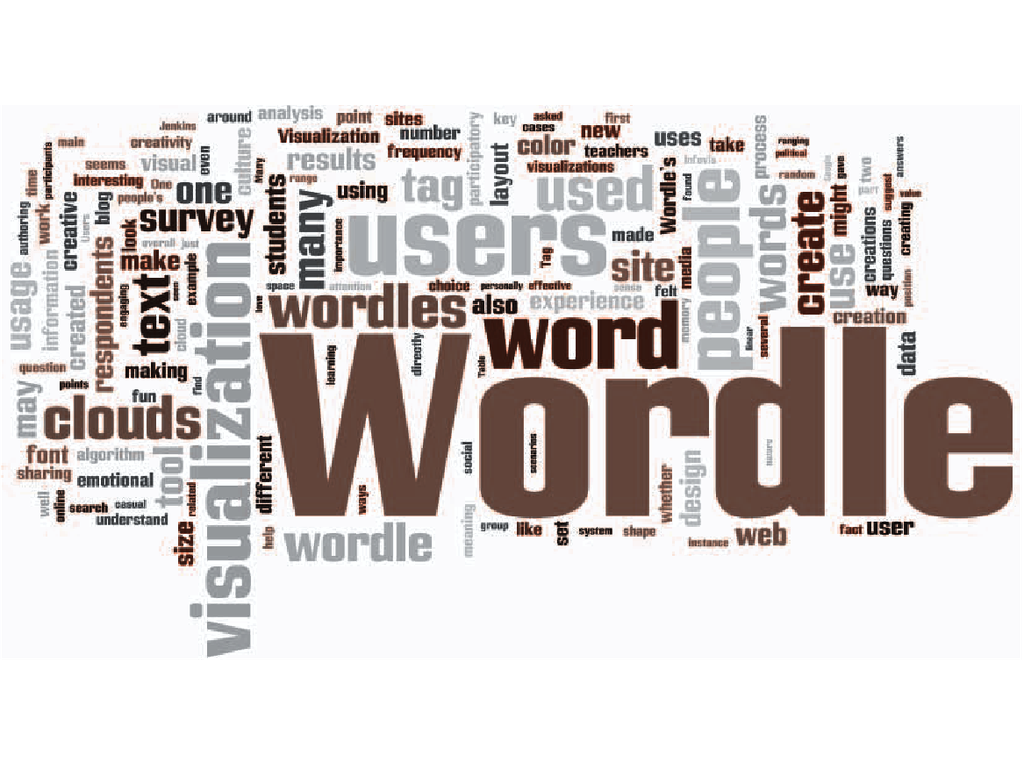 around
analysis
point
sites
key
asked
first
Jenkins
cases
main
creativity
Visualization
number
new
uses
take
process
ranging
political
answers
culture
participatory
color
teachers
results
frequency
layout
visualizations
Infovis
participants
seems
visual
even
Many
range
random
two
time
interesting
One
people's
one
using
tag
used
Wordle's
found
people
words
might
gave
part
suggest
value
authoring
work
creative
Users
blog
look
survey
students
many
users
made
create
use
creations
questions
creating
usage
information
respondents
overall
just
make
example
Importance
Tag
site
media
way
position
engaging
text
space
attention
choice
personally
effective
sense
felt
created
cloud
love
wordles
also
experience
memory
linear
several
creation
visualization
word
data
question
learning
directly
Table
points
making
find
fun
may
clouds
Wordle
font
algorithm
tool
different
social
scenarios
sharing
emotional
whether
design
well
online
search
casual
related
understand
ways
meaning
size
help
wordle
group
like
set
system
shape
instance
web
fact
user